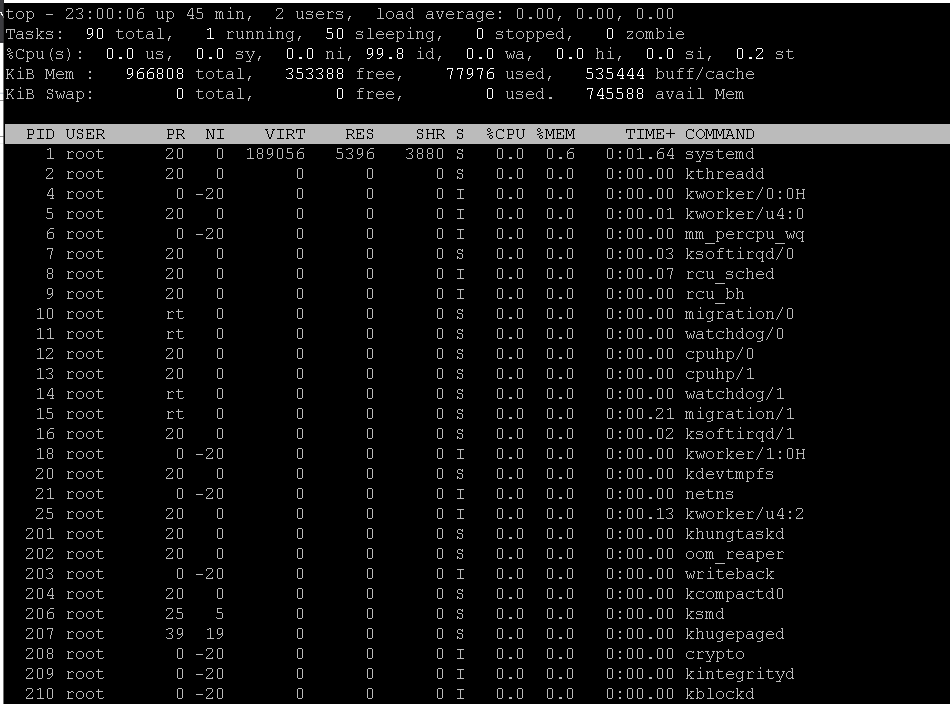 top - 23:00:06 up 45 min,  2 users,  load average: 0.00, 0.00, 0.00
Tasks:  90 total,   1 running,  50 sleeping,   0 stopped,   0 zombie
%Cpu(s):  0.0 us,  0.0 sy,  0.0 ni, 99.8 id,  0.0 wa,  0.0 hi,  0.0 si,  0.2 st
KiB Mem :   966808 total,   353388 free,    77976 used,   535444 buff/cache
KiB Swap:        0 total,        0 free,        0 used.   745588 avail Mem
  PID USER      PR  NI    VIRT    RES    SHR S  %CPU %MEM     TIME+ COMMAND
    1 root      20   0  189056   5396   3880 S   0.0  0.6   0:01.64 systemd
    2 root      20   0       0      0      0 S   0.0  0.0   0:00.00 kthreadd
    4 root       0 -20       0      0      0 I   0.0  0.0   0:00.00 kworker/0:0H
    5 root      20   0       0      0      0 I   0.0  0.0   0:00.01 kworker/u4:0
    6 root       0 -20       0      0      0 I   0.0  0.0   0:00.00 mm_percpu_wq
    7 root      20   0       0      0      0 S   0.0  0.0   0:00.03 ksoftirqd/0
    8 root      20   0       0      0      0 I   0.0  0.0   0:00.07 rcu_sched
    9 root      20   0       0      0      0 I   0.0  0.0   0:00.00 rcu_bh
   10 root      rt   0       0      0      0 S   0.0  0.0   0:00.00 migration/0
   11 root      rt   0       0      0      0 S   0.0  0.0   0:00.00 watchdog/0
   12 root      20   0       0      0      0 S   0.0  0.0   0:00.00 cpuhp/0
   13 root      20   0       0      0      0 S   0.0  0.0   0:00.00 cpuhp/1
   14 root      rt   0       0      0      0 S   0.0  0.0   0:00.00 watchdog/1
   15 root      rt   0       0      0      0 S   0.0  0.0   0:00.21 migration/1
   16 root      20   0       0      0      0 S   0.0  0.0   0:00.02 ksoftirqd/1
   18 root       0 -20       0      0      0 I   0.0  0.0   0:00.00 kworker/1:0H
   20 root      20   0       0      0      0 S   0.0  0.0   0:00.00 kdevtmpfs
   21 root       0 -20       0      0      0 I   0.0  0.0   0:00.00 netns
   25 root      20   0       0      0      0 I   0.0  0.0   0:00.13 kworker/u4:2
  201 root      20   0       0      0      0 S   0.0  0.0   0:00.00 khungtaskd
  202 root      20   0       0      0      0 S   0.0  0.0   0:00.00 oom_reaper
  203 root       0 -20       0      0      0 I   0.0  0.0   0:00.00 writeback
  204 root      20   0       0      0      0 S   0.0  0.0   0:00.00 kcompactd0
  206 root      25   5       0      0      0 S   0.0  0.0   0:00.00 ksmd
  207 root      39  19       0      0      0 S   0.0  0.0   0:00.00 khugepaged
  208 root       0 -20       0      0      0 I   0.0  0.0   0:00.00 crypto
  209 root       0 -20       0      0      0 I   0.0  0.0   0:00.00 kintegrityd
  210 root       0 -20       0      0      0 I   0.0  0.0   0:00.00 kblockd